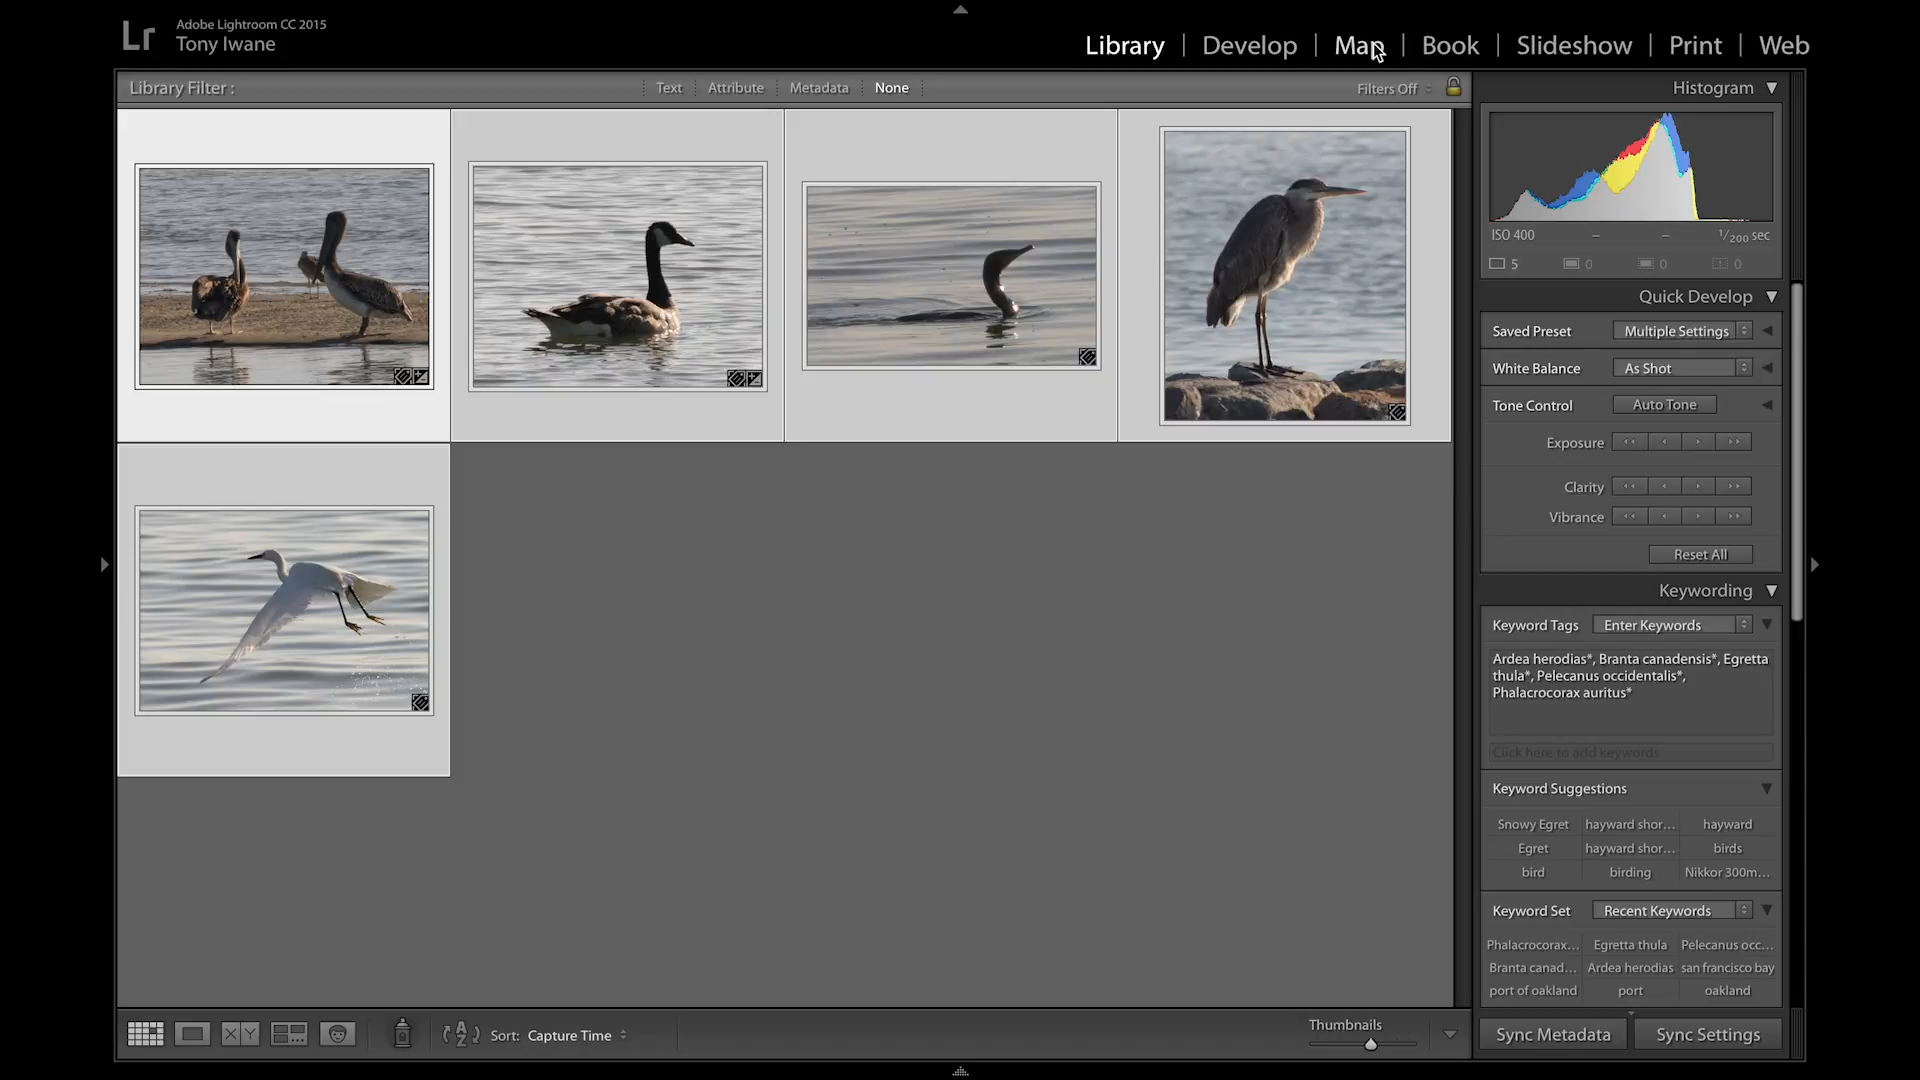 Lr
Adobe Lightroom CC 2015
Tony Iwane
Library | Develop | Map | Book | Slideshow | Print | Web
Library Filter :
Text Attribute Metadata None
Filters Off
Histogram
ISO 400 – – 1/200 sec
5 0 0 0
Quick Develop
Saved Preset Multiple Settings
White Balance As Shot
Tone Control Auto Tone
Exposure
Clarity
Vibrance
Reset All
Keywording
Keyword Tags Enter Keywords
Ardea herodias*, Branta canadensis*, Egretta
thula*, Pelecanus occidentalis*,
Phalacrocorax auritus*
Click here to add keywords
Keyword Suggestions
Snowy Egret hayward shor... hayward
Egret hayward shor... birds
bird birding Nikkor 300m...
Keyword Set Recent Keywords
Phalacrocorax... Egretta thula Pelecanus occ...
Branta canad... Ardea herodias san francisco bay
port of oakland port oakland
X Y
A Z Sort: Capture Time
Thumbnails
Sync Metadata Sync Settings